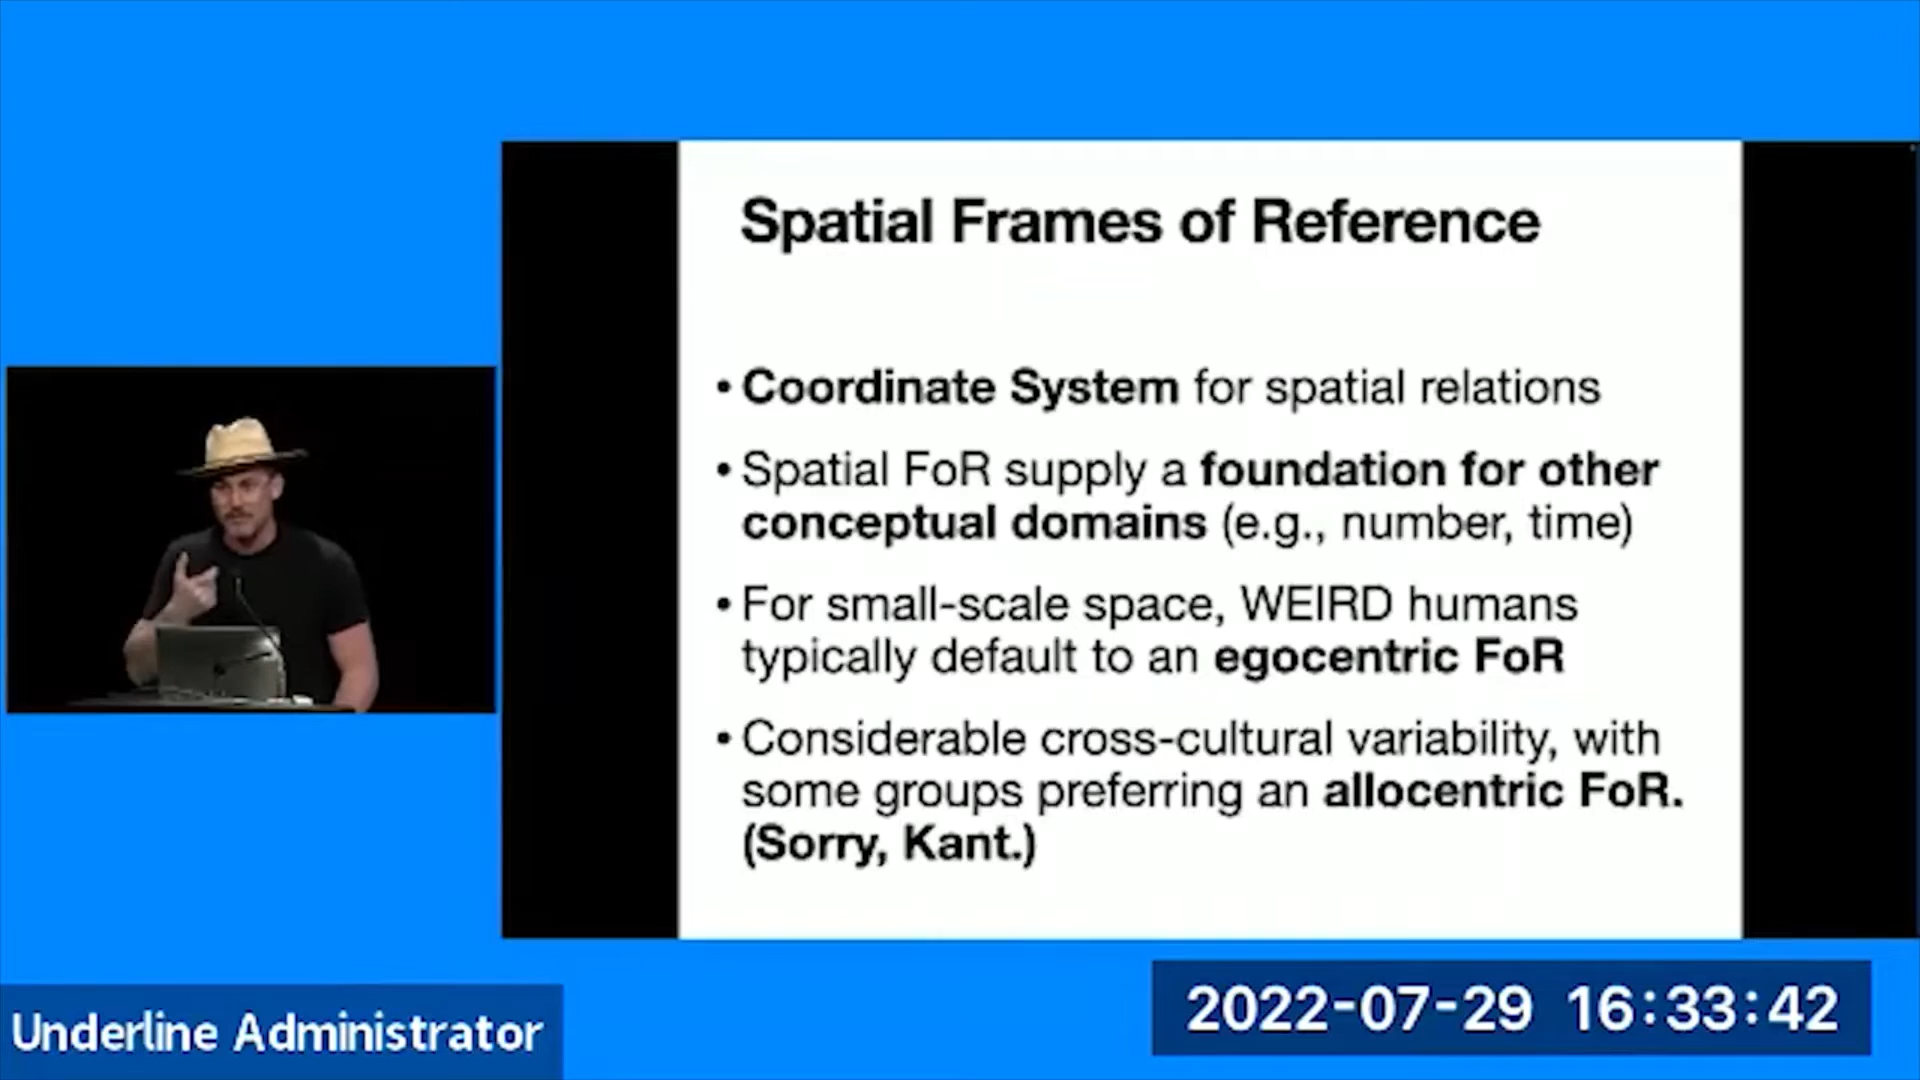 Spatial Frames of Reference
• Coordinate System for spatial relations
• Spatial FoR supply a foundation for other
conceptual domains (e.g., number, time)
• For small-scale space, WEIRD humans
typically default to an egocentric FoR
• Considerable cross-cultural variability, with
some groups preferring an allocentric FoR.
(Sorry, Kant.)
Underline Administrator
2022-07-29 16:33:42